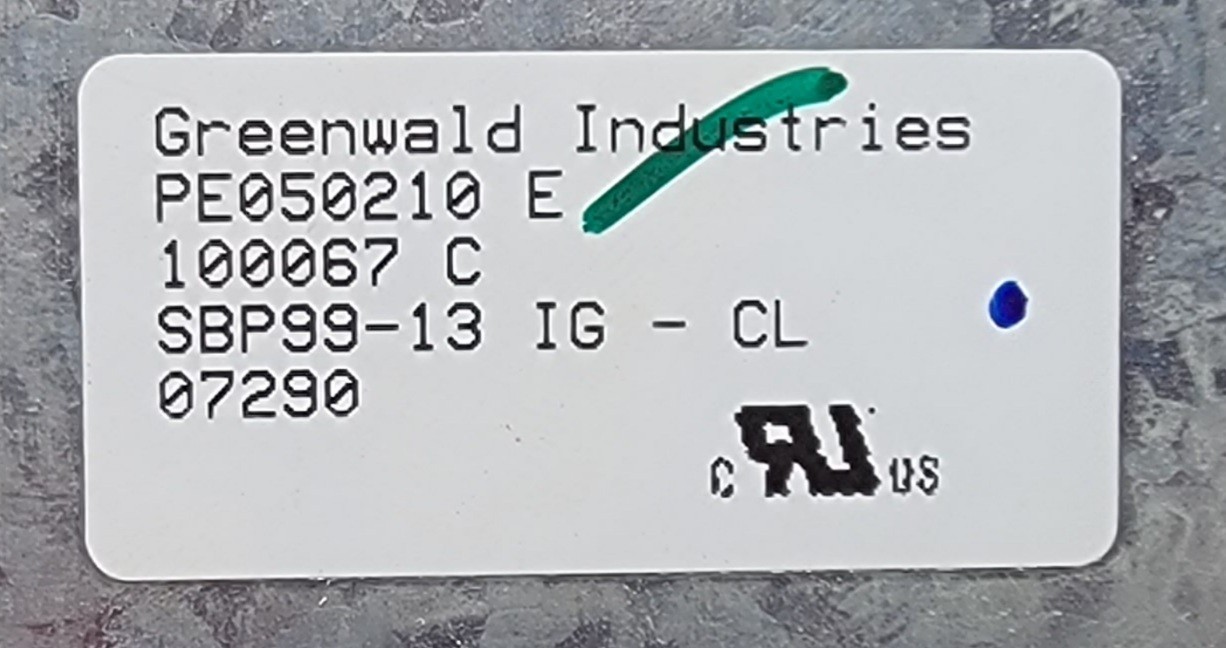 Greenwald Industries
PE050210 E
100067 C
SBP99-13 IG - CL
07290
c RU us